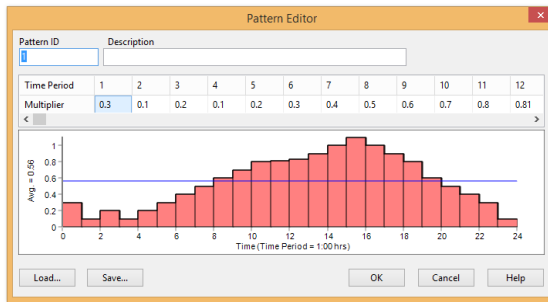 Pattern Editor
x
Pattern ID Description
1
Time Period 1 2 3 4 5 6 7 8 9 10 11 12
Multiplier 0.3 0.1 0.2 0.1 0.2 0.3 0.4 0.5 0.6 0.7 0.8 0.81
< >
Avg. = 0.56
1
0.8
0.6
0.4
0.2
0
0 2 4 6 8 10 12 14 16 18 20 22 24
Time (Time Period = 1:00 hrs)
Load... Save... OK Cancel Help